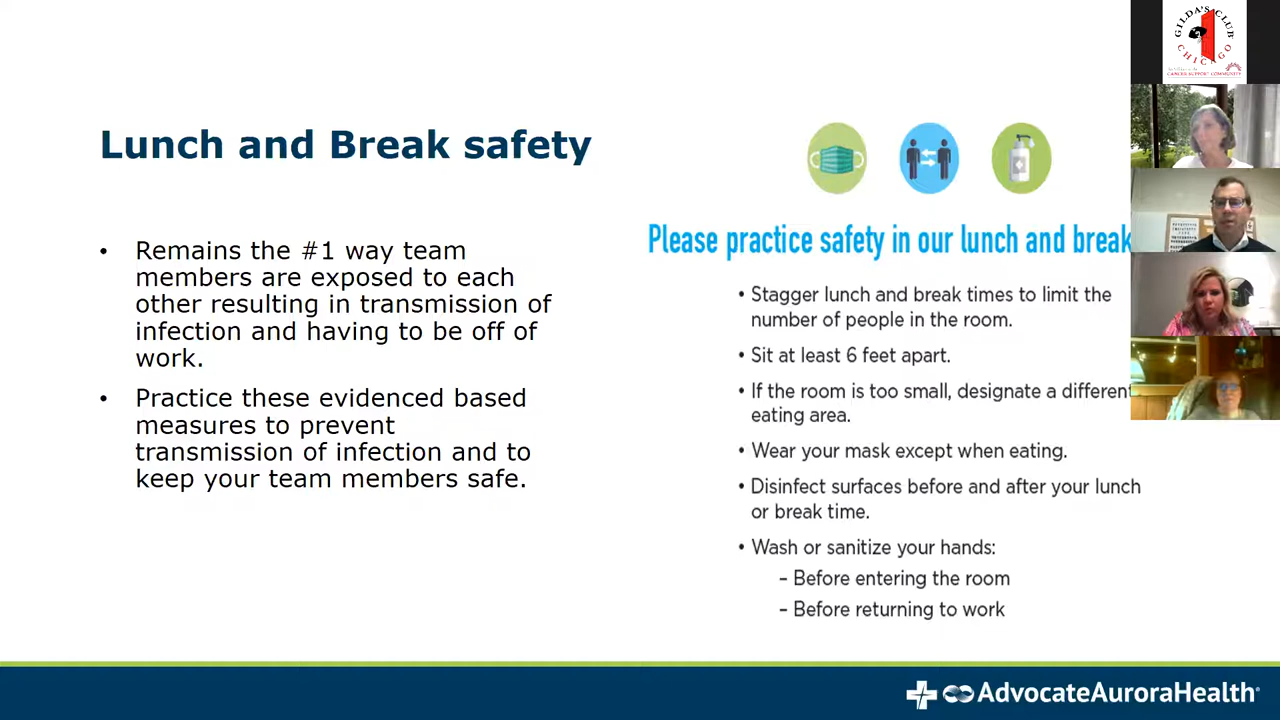 Lunch and Break safety
• Remains the #1 way team
members are exposed to each
other resulting in transmission of
infection and having to be off of
work.
• Practice these evidenced based
measures to prevent
transmission of infection and to
keep your team members safe.
Please practice safety in our lunch and break
• Stagger lunch and break times to limit the
number of people in the room.
• Sit at least 6 feet apart.
• If the room is too small, designate a different
eating area.
• Wear your mask except when eating.
• Disinfect surfaces before and after your lunch
or break time.
• Wash or sanitize your hands:
– Before entering the room
– Before returning to work
GILDA'S CLUB
CHICAGO
CANCER SUPPORT COMMUNITY
AdvocateAuroraHealth